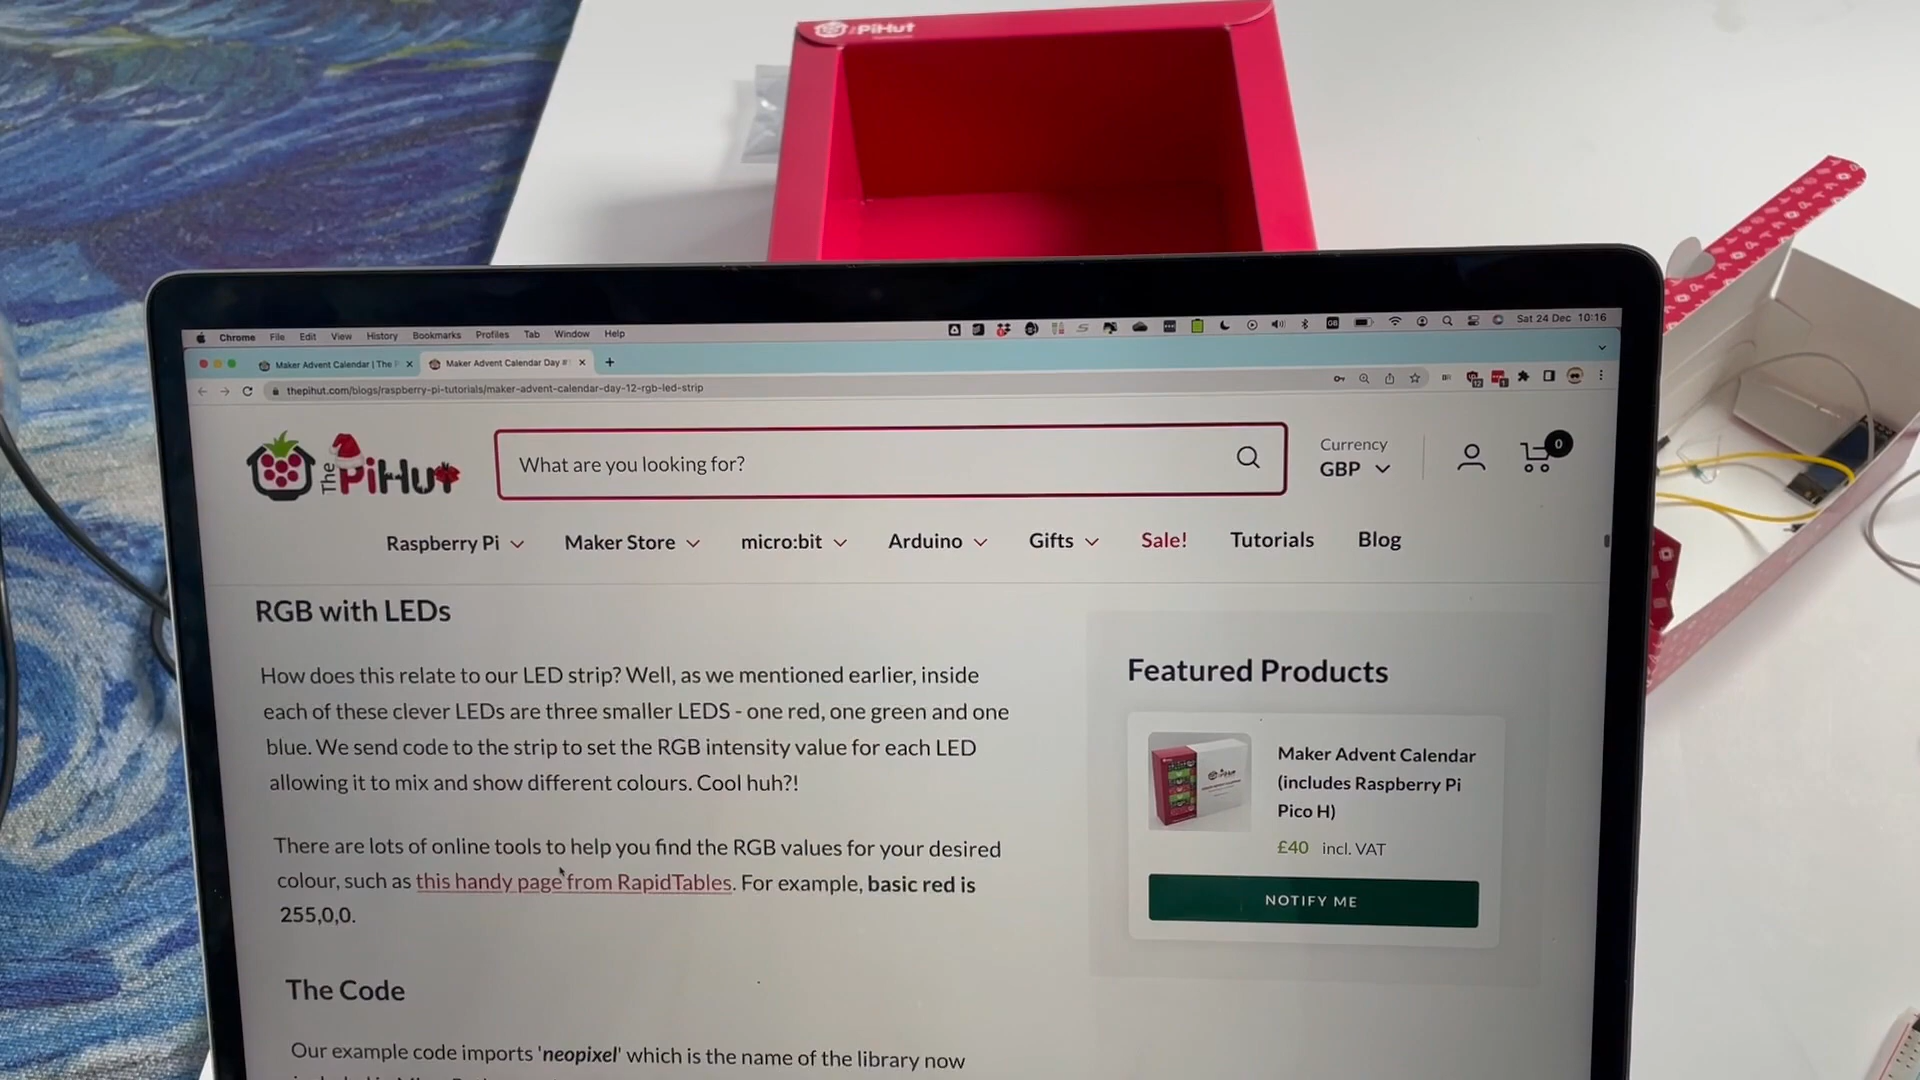 The PiHut
Chrome File Edit View History Bookmarks Profiles Tab Window Help
Sat 24 Dec 10:16
Maker Advent Calendar | The
Maker Advent Calendar Day #
thepihut.com/blogs/raspberry-pi-tutorials/maker-advent-calendar-day-12-rgb-led-strip
The PiHut
What are you looking for?
Currency
GBP
0
Raspberry Pi Maker Store micro:bit Arduino Gifts Sale! Tutorials Blog
RGB with LEDs
How does this relate to our LED strip? Well, as we mentioned earlier, inside
each of these clever LEDs are three smaller LEDS - one red, one green and one
blue. We send code to the strip to set the RGB intensity value for each LED
allowing it to mix and show different colours. Cool huh?!
There are lots of online tools to help you find the RGB values for your desired
colour, such as this handy page from RapidTables. For example, basic red is
255,0,0.
The Code
Our example code imports 'neopixel' which is the name of the library now
Featured Products
Maker Advent Calendar
(includes Raspberry Pi
Pico H)
£40 incl. VAT
NOTIFY ME